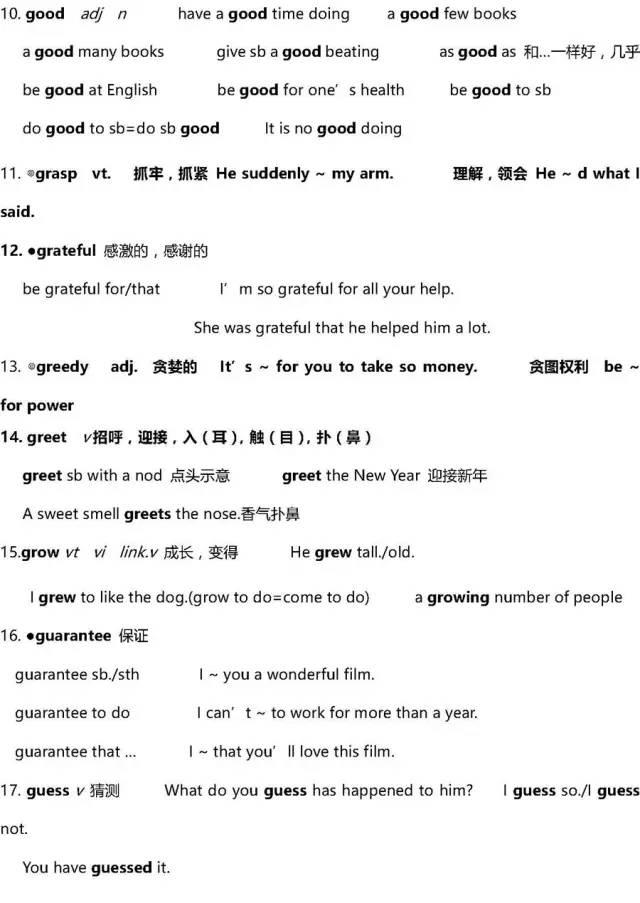 10. good adj n have a good time doing a good few books
a good many books give sb a good beating as good as 和…一样好，几乎
be good at English be good for one’s health be good to sb
do good to sb=do sb good It is no good doing
11. ◎grasp vt. 抓牢，抓紧 He suddenly ~ my arm. 理解，领会 He ~ d what I
said.
12. ●grateful 感激的，感谢的
be grateful for/that I’m so grateful for all your help.
She was grateful that he helped him a lot.
13. ◎greedy adj. 贪婪的 It’s ~ for you to take so money. 贪图权利 be ~
for power
14. greet v招呼，迎接，入（耳），触（目），扑（鼻）
greet sb with a nod 点头示意 greet the New Year 迎接新年
A sweet smell greets the nose.香气扑鼻
15.grow vt vi link.v 成长，变得 He grew tall./old.
I grew to like the dog.(grow to do=come to do) a growing number of people
16. ●guarantee 保证
guarantee sb./sth I ~ you a wonderful film.
guarantee to do I can’t ~ to work for more than a year.
guarantee that … I ~ that you’ll love this film.
17. guess v 猜测 What do you guess has happened to him? I guess so./I guess
not.
You have guessed it.